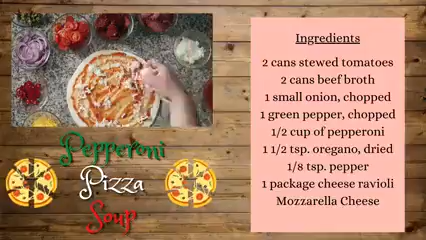 Pepperoni
Pizza
Soup
Ingredients
2 cans stewed tomatoes
2 cans beef broth
1 small onion, chopped
1 green pepper, chopped
1/2 cup of pepperoni
1 1/2 tsp. oregano, dried
1/8 tsp. pepper
1 package cheese ravioli
Mozzarella Cheese